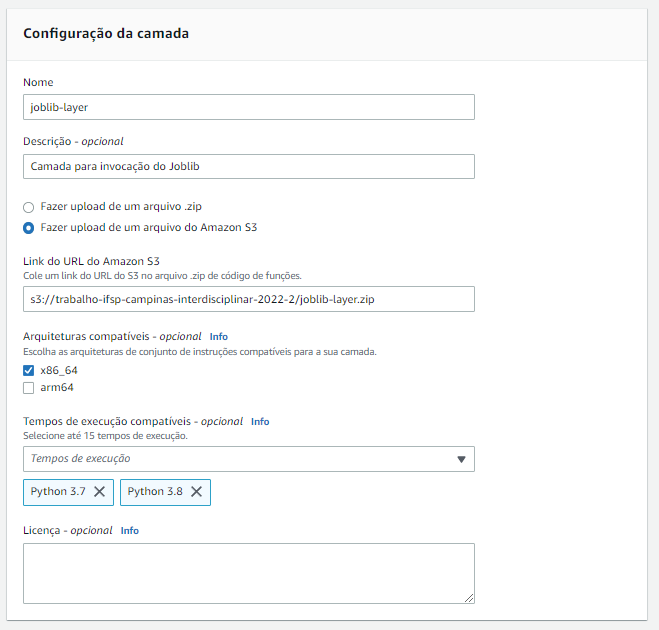 Configuração da camada
Nome
joblib-layer
Descrição - opcional
Camada para invocação do Joblib
Fazer upload de um arquivo .zip
Fazer upload de um arquivo do Amazon S3
Link do URL do Amazon S3
Cole um link do URL do S3 no arquivo .zip de código de funções.
s3://trabalho-ifsp-campinas-interdisciplinar-2022-2/joblib-layer.zip
Arquiteturas compatíveis - opcional Info
Escolha as arquiteturas de conjunto de instruções compatíveis para a sua camada.
x86_64
arm64
Tempos de execução compatíveis - opcional Info
Selecione até 15 tempos de execução.
Tempos de execução
Python 3.7 Python 3.8
Licença - opcional Info